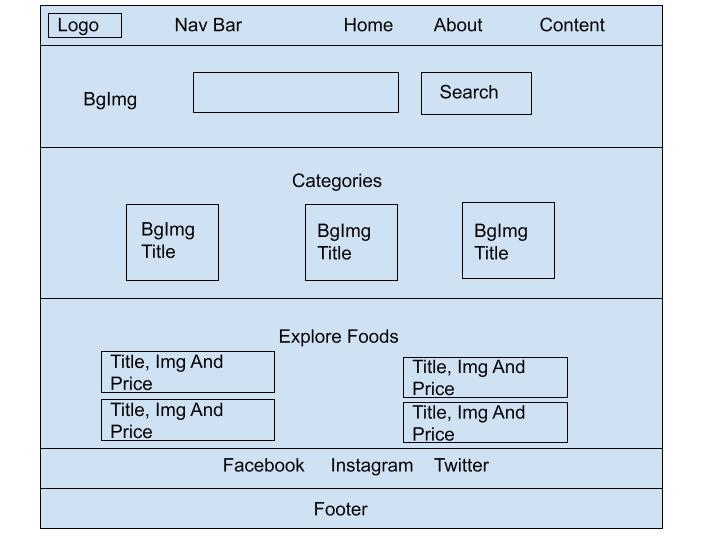 Logo Nav Bar Home About Content
BgImg Search
Categories
BgImg
Title
BgImg
Title
BgImg
Title
Explore Foods
Title, Img And
Price
Title, Img And
Price
Title, Img And
Price
Title, Img And
Price
Facebook Instagram Twitter
Footer